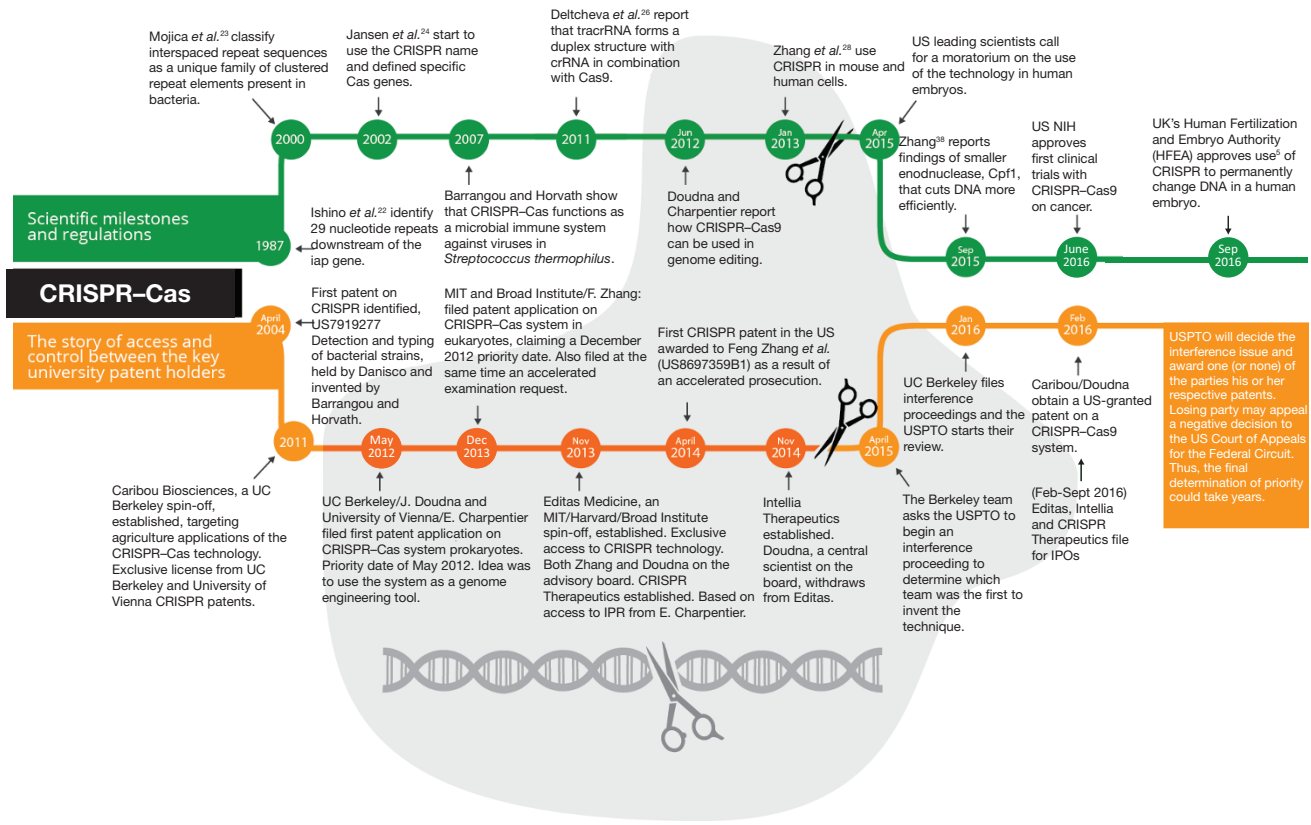 Mojica et al.23 classify
interspaced repeat sequences
as a unique family of clustered
repeat elements present in
bacteria.
Jansen et al.24 start to
use the CRISPR name
and defined specific
Cas genes.
Deltcheva et al.26 report
that tracrRNA forms a
duplex structure with
crRNA in combination
with Cas9.
Zhang et al.28 use
CRISPR in mouse and
human cells.
US leading scientists call
for a moratorium on the use
of the technology in human
embryos.
2000
2002
2007
2011
Jun
2012
Jan
2013
Apr
2015
Scientific milestones
and regulations
1987
Ishino et al.22 identify
29 nucleotide repeats
downstream of the
iap gene.
Barrangou and Horvath show
that CRISPR–Cas functions as
a microbial immune system
against viruses in
Streptococcus thermophilus.
Doudna and
Charpentier report
how CRISPR–Cas9
can be used in
genome editing.
Zhang38 reports
findings of smaller
enodnuclease, Cpf1,
that cuts DNA more
efficiently.
US NIH
approves
first clinical
trials with
CRISPR–Cas9
on cancer.
UK's Human Fertilization
and Embryo Authority
(HFEA) approves use5 of
CRISPR to permanently
change DNA in a human
embryo.
Sep
2015
June
2016
Sep
2016
CRISPR–Cas
The story of access and
control between the key
university patent holders
April
2004
First patent on
CRISPR identified,
US7919277
Detection and typing
of bacterial strains,
held by Danisco and
invented by
Barrangou and
Horvath.
MIT and Broad Institute/F. Zhang:
filed patent application on
CRISPR–Cas system in
eukaryotes, claiming a December
2012 priority date. Also filed at the
same time an accelerated
examination request.
First CRISPR patent in the US
awarded to Feng Zhang et al.
(US8697359B1) as a result of
an accelerated prosecution.
Jan
2016
Feb
2016
UC Berkeley files
interference
proceedings and the
USPTO starts their
review.
Caribou/Doudna
obtain a US-granted
patent on a
CRISPR–Cas9
system.
USPTO will decide the
interference issue and
award one (or none) of
the parties his or her
respective patents.
Losing party may appeal
a negative decision to
the US Court of Appeals
for the Federal Circuit.
Thus, the final
determination of priority
could take years.
2011
May
2012
Dec
2013
Nov
2013
April
2014
Nov
2014
April
2015
Caribou Biosciences, a UC
Berkeley spin-off,
established, targeting
agriculture applications of
the CRISPR–Cas technology.
Exclusive license from UC
Berkeley and University of
Vienna CRISPR patents.
UC Berkeley/J. Doudna and
University of Vienna/E. Charpentier
filed first patent application on
CRISPR–Cas system prokaryotes.
Priority date of May 2012. Idea was
to use the system as a genome
engineering tool.
Editas Medicine, an
MIT/Harvard/Broad Institute
spin-off, established. Exclusive
access to CRISPR technology.
Both Zhang and Doudna on the
advisory board. CRISPR
Therapeutics established. Based on
access to IPR from E. Charpentier.
Intellia
Therapeutics
established.
Doudna, a central
scientist on the
board, withdraws
from Editas.
The Berkeley team
asks the USPTO to
begin an
interference
proceeding to
determine which
team was the first to
invent the
technique.
(Feb-Sept 2016)
Editas, Intellia
and CRISPR
Therapeutics file
for IPOs